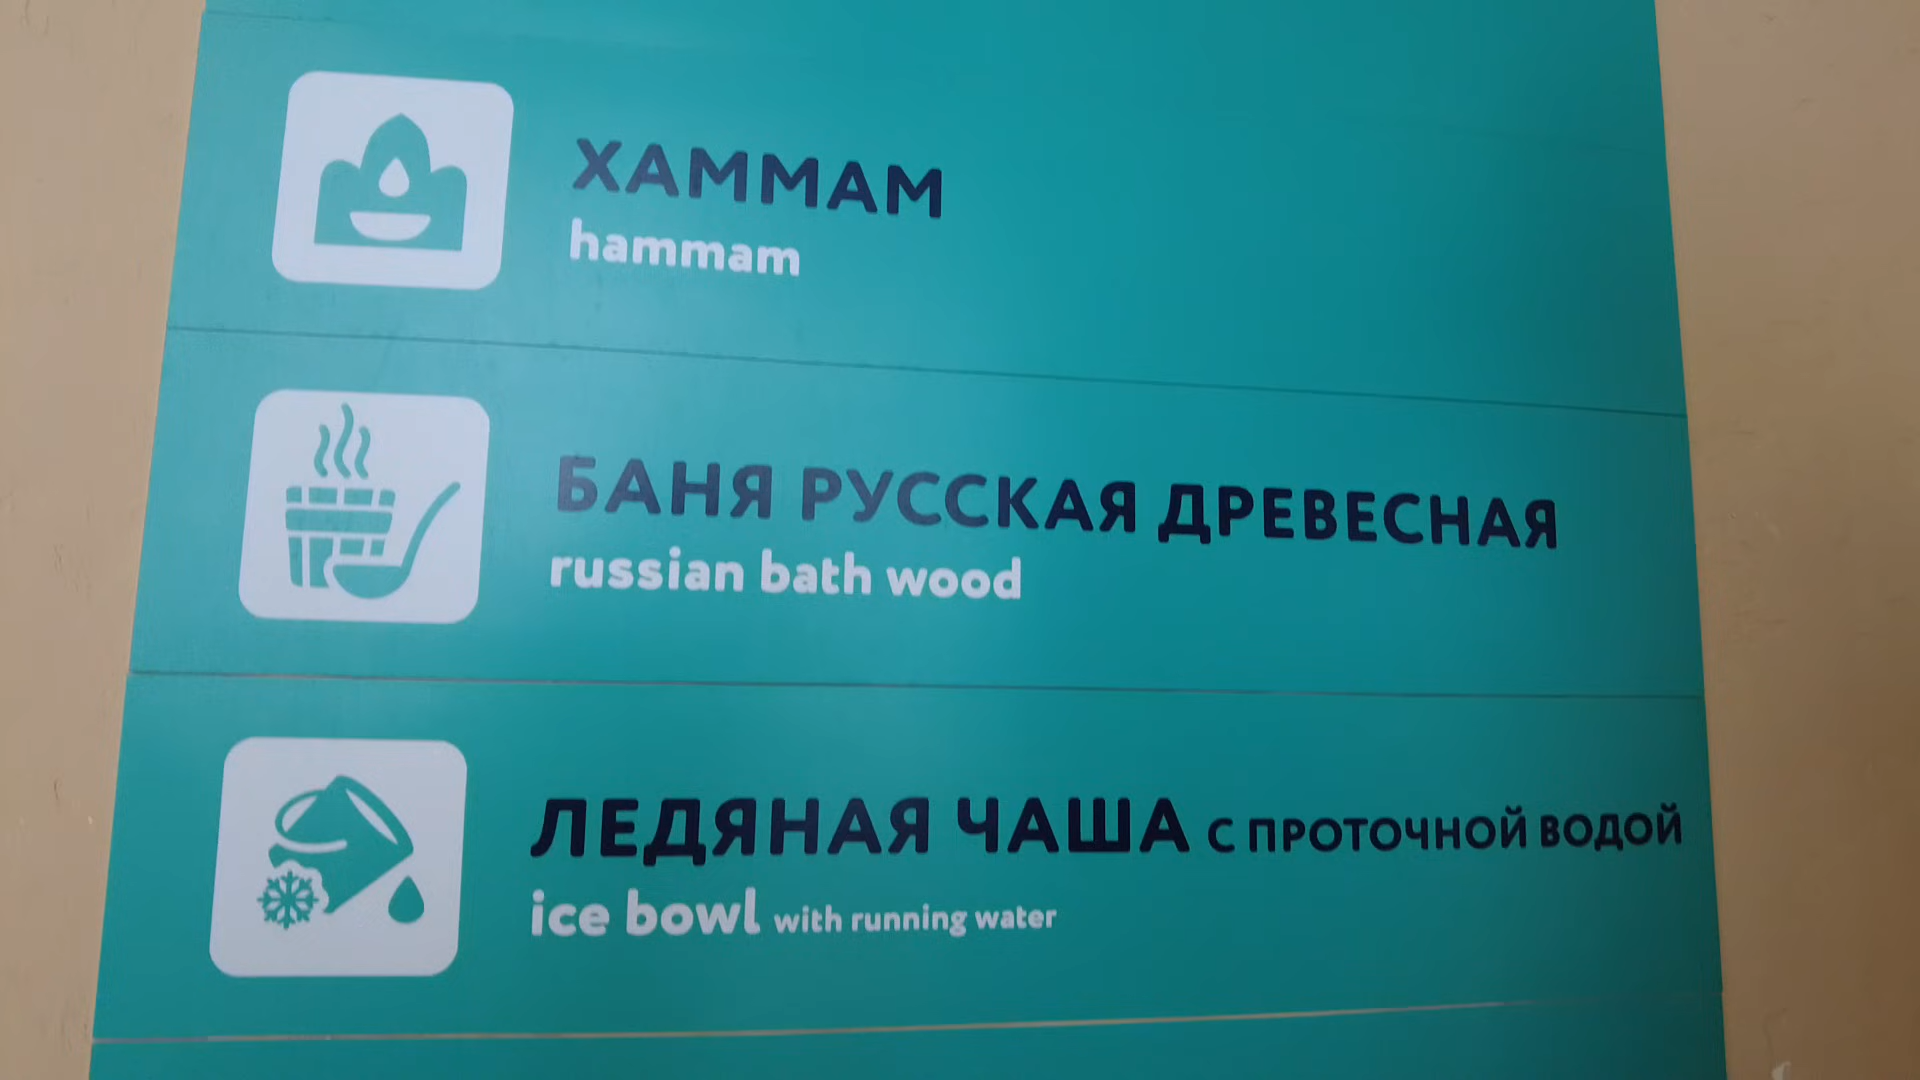 ХАММАМ
hammam
БАНЯ РУССКАЯ ДРЕВЕСНАЯ
russian bath wood
ЛЕДЯНАЯ ЧАША С ПРОТОЧНОЙ ВОДОЙ
ice bowl with running water